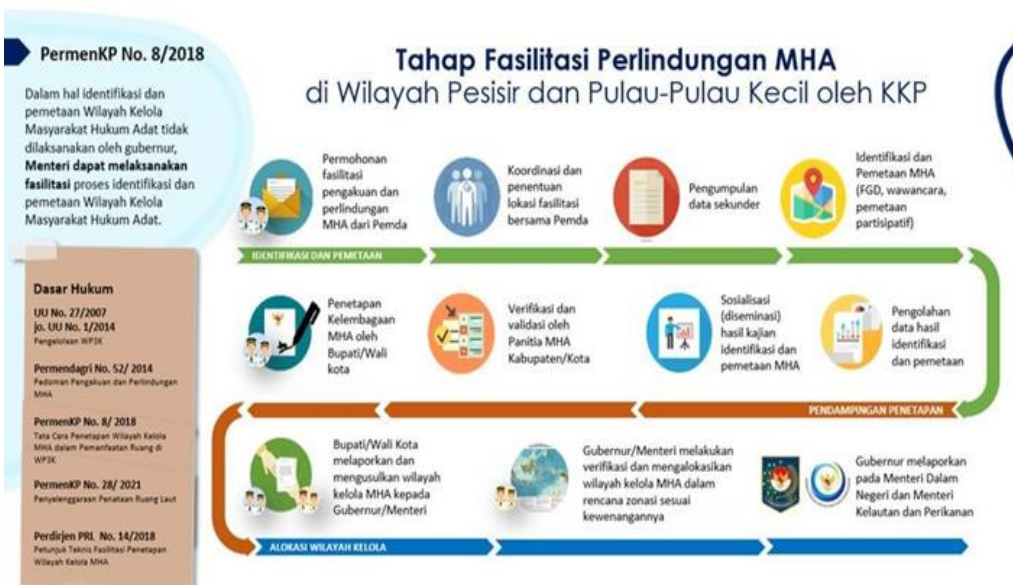 PermenKP No. 8/2018
Dalam hal identifikasi dan
pemetaan Wilayah Kelola
Masyarakat Hukum Adat tidak
dilaksanakan oleh gubernur,
Menteri dapat melaksanakan
fasilitasi proses identifikasi dan
pemetaan Wilayah Kelola
Masyarakat Hukum Adat.
Dasar Hukum
UU No. 27/2007
jo. UU No. 1/2014
Pengelolaan WP3K
Permendagri No. 52/ 2014
Pedoman Pengakuan dan Perlindungan
MHA
PermenKP No. 8/ 2018
Tata Cara Penetapan Wilayah Kelola
MHA dalam Pemanfaatan Ruang di
WP3K
PermenKP No. 28/ 2021
Penyelenggaraan Penataan Ruang Laut
Perdirjen PRL No. 14/2018
Petunjuk Teknis Fasilitasi Penetapan
Wilayah Kelola MHA
Tahap Fasilitasi Perlindungan MHA
di Wilayah Pesisir dan Pulau-Pulau Kecil oleh KKP
Permohonan
fasilitasi
pengakuan dan
perlindungan
MHA dari Pemda
Koordinasi dan
penentuan
lokasi fasilitasi
bersama Pemda
Pengumpulan
data sekunder
Identifikasi dan
Pemetaan MHA
(FGD, wawancara,
pemetaan
partisipatif)
IDENTIFIKASI DAN PEMETAAN
Penetapan
Kelembagaan
MHA oleh
Bupati/Wali
kota
Verifikasi dan
validasi oleh
Panitia MHA
Kabupaten/Kota
Sosialisasi
(diseminasi)
hasil kajian
identifikasi dan
pemetaan MHA
Pengolahan
data hasil
identifikasi
dan pemetaan
PENDAMPINGAN PENETAPAN
Bupati/Wali Kota
melaporkan dan
mengusulkan wilayah
kelola MHA kepada
Gubernur/Menteri
Gubernur/Menteri melakukan
verifikasi dan mengalokasikan
wilayah kelola MHA dalam
rencana zonasi sesuai
kewenangannya
Gubernur melaporkan
pada Menteri Dalam
Negeri dan Menteri
Kelautan dan Perikanan
ALOKASI WILAYAH KELOLA